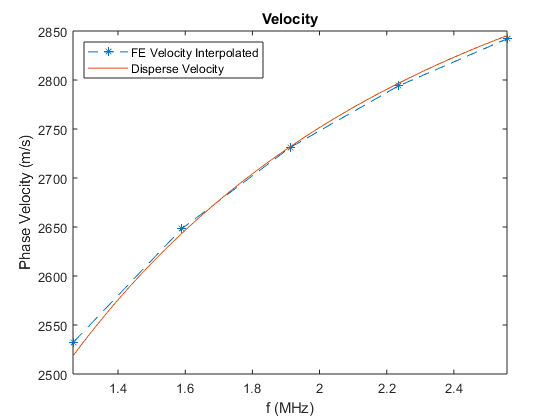 Velocity
FE Velocity Interpolated
Disperse Velocity
Phase Velocity (m/s)
2850
2800
2750
2700
2650
2600
2550
2500
1.4 1.6 1.8 2 2.2 2.4
f (MHz)